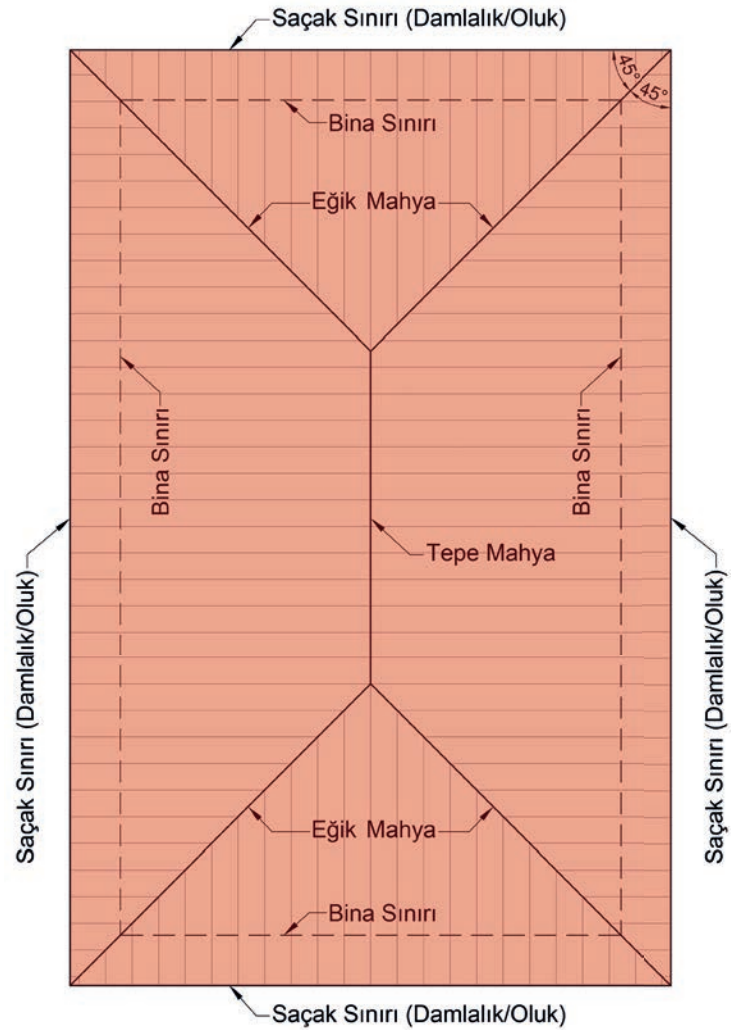 Saçak Sınırı (Damlalık/Oluk)
45°
45°
Bina Sınırı
Eğik Mahya
Bina Sınırı
Bina Sınırı
Tepe Mahya
Saçak Sınırı (Damlalık/Oluk)
Saçak Sınırı (Damlalık/Oluk)
Eğik Mahya
Bina Sınırı
Saçak Sınırı (Damlalık/Oluk)